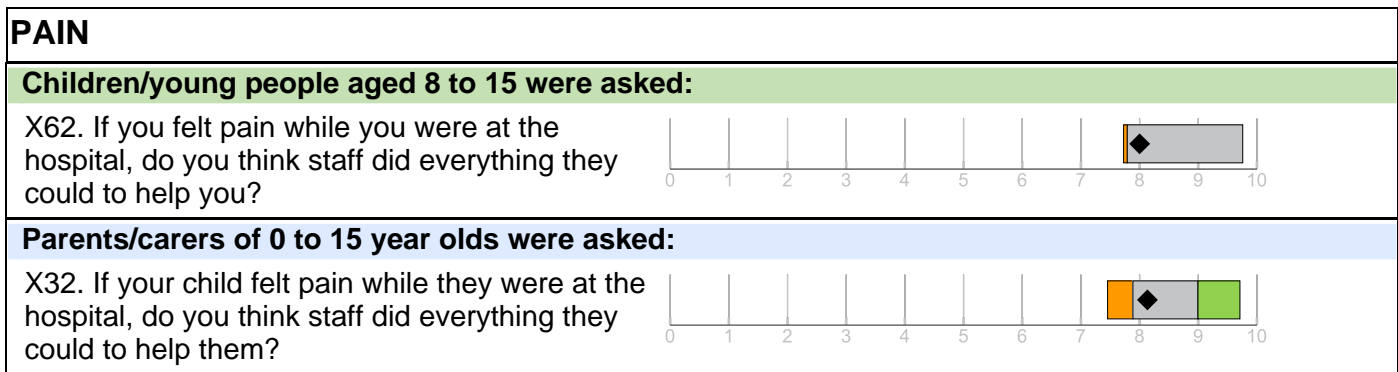 PAIN
Children/young people aged 8 to 15 were asked:
X62. If you felt pain while you were at the
hospital, do you think staff did everything they
could to help you?
0 1 2 3 4 5 6 7 8 9 10
Parents/carers of 0 to 15 year olds were asked:
X32. If your child felt pain while they were at the
hospital, do you think staff did everything they
could to help them?
0 1 2 3 4 5 6 7 8 9 10